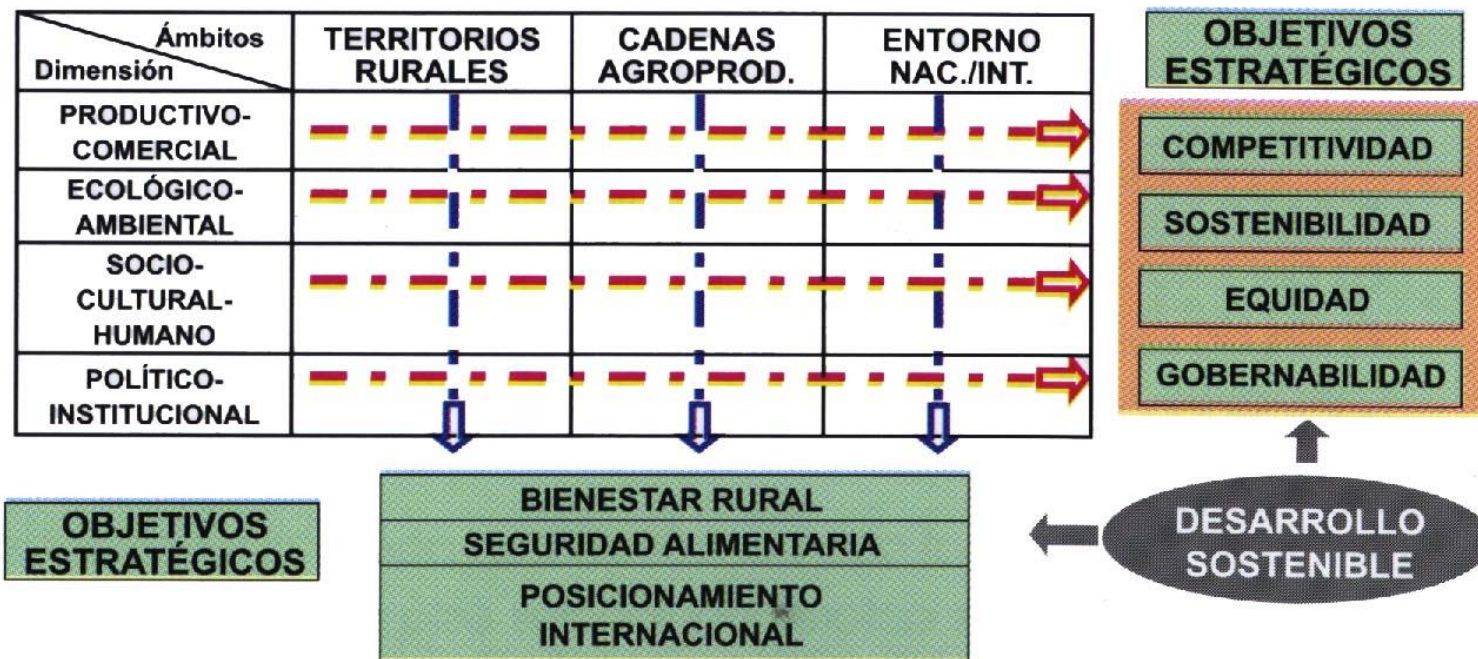 Ámbitos
Dimensión
TERRITORIOS
RURALES
CADENAS
AGROPROD.
ENTORNO
NAC./INT.
OBJETIVOS
ESTRATÉGICOS
PRODUCTIVO-
COMERCIAL
ECOLÓGICO-
AMBIENTAL
SOCIO-
CULTURAL-
HUMANO
POLÍTICO-
INSTITUCIONAL
COMPETITIVIDAD
SOSTENIBILIDAD
EQUIDAD
GOBERNABILIDAD
OBJETIVOS
ESTRATÉGICOS
BIENESTAR RURAL
SEGURIDAD ALIMENTARIA
POSICIONAMIENTO
INTERNACIONAL
DESARROLLO
SOSTENIBLE